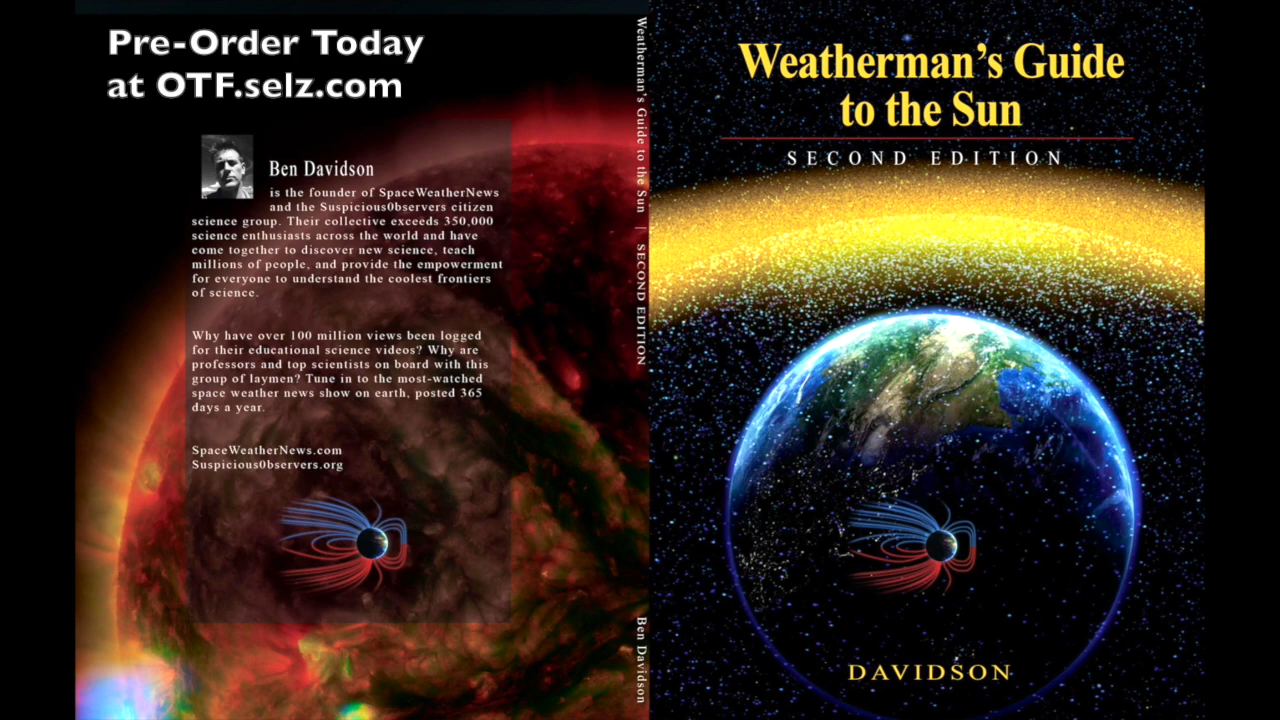 Pre-Order Today
at OTF.selz.com
Ben Davidson
is the founder of SpaceWeatherNews
and the Suspicious0bservers citizen
science group. Their collective exceeds 350,000
science enthusiasts across the world and have
come together to discover new science, teach
millions of people, and provide the empowerment
for everyone to understand the coolest frontiers
of science.
Why have over 100 million views been logged
for their educational science videos? Why are
professors and top scientists on board with this
group of laymen? Tune in to the most-watched
space weather news show on earth, posted 365
days a year.
SpaceWeatherNews.com
Suspicious0bservers.org
Weatherman's Guide to the Sun | SECOND EDITION
Ben Davidson
Weatherman's Guide
to the Sun
SECOND EDITION
DAVIDSON